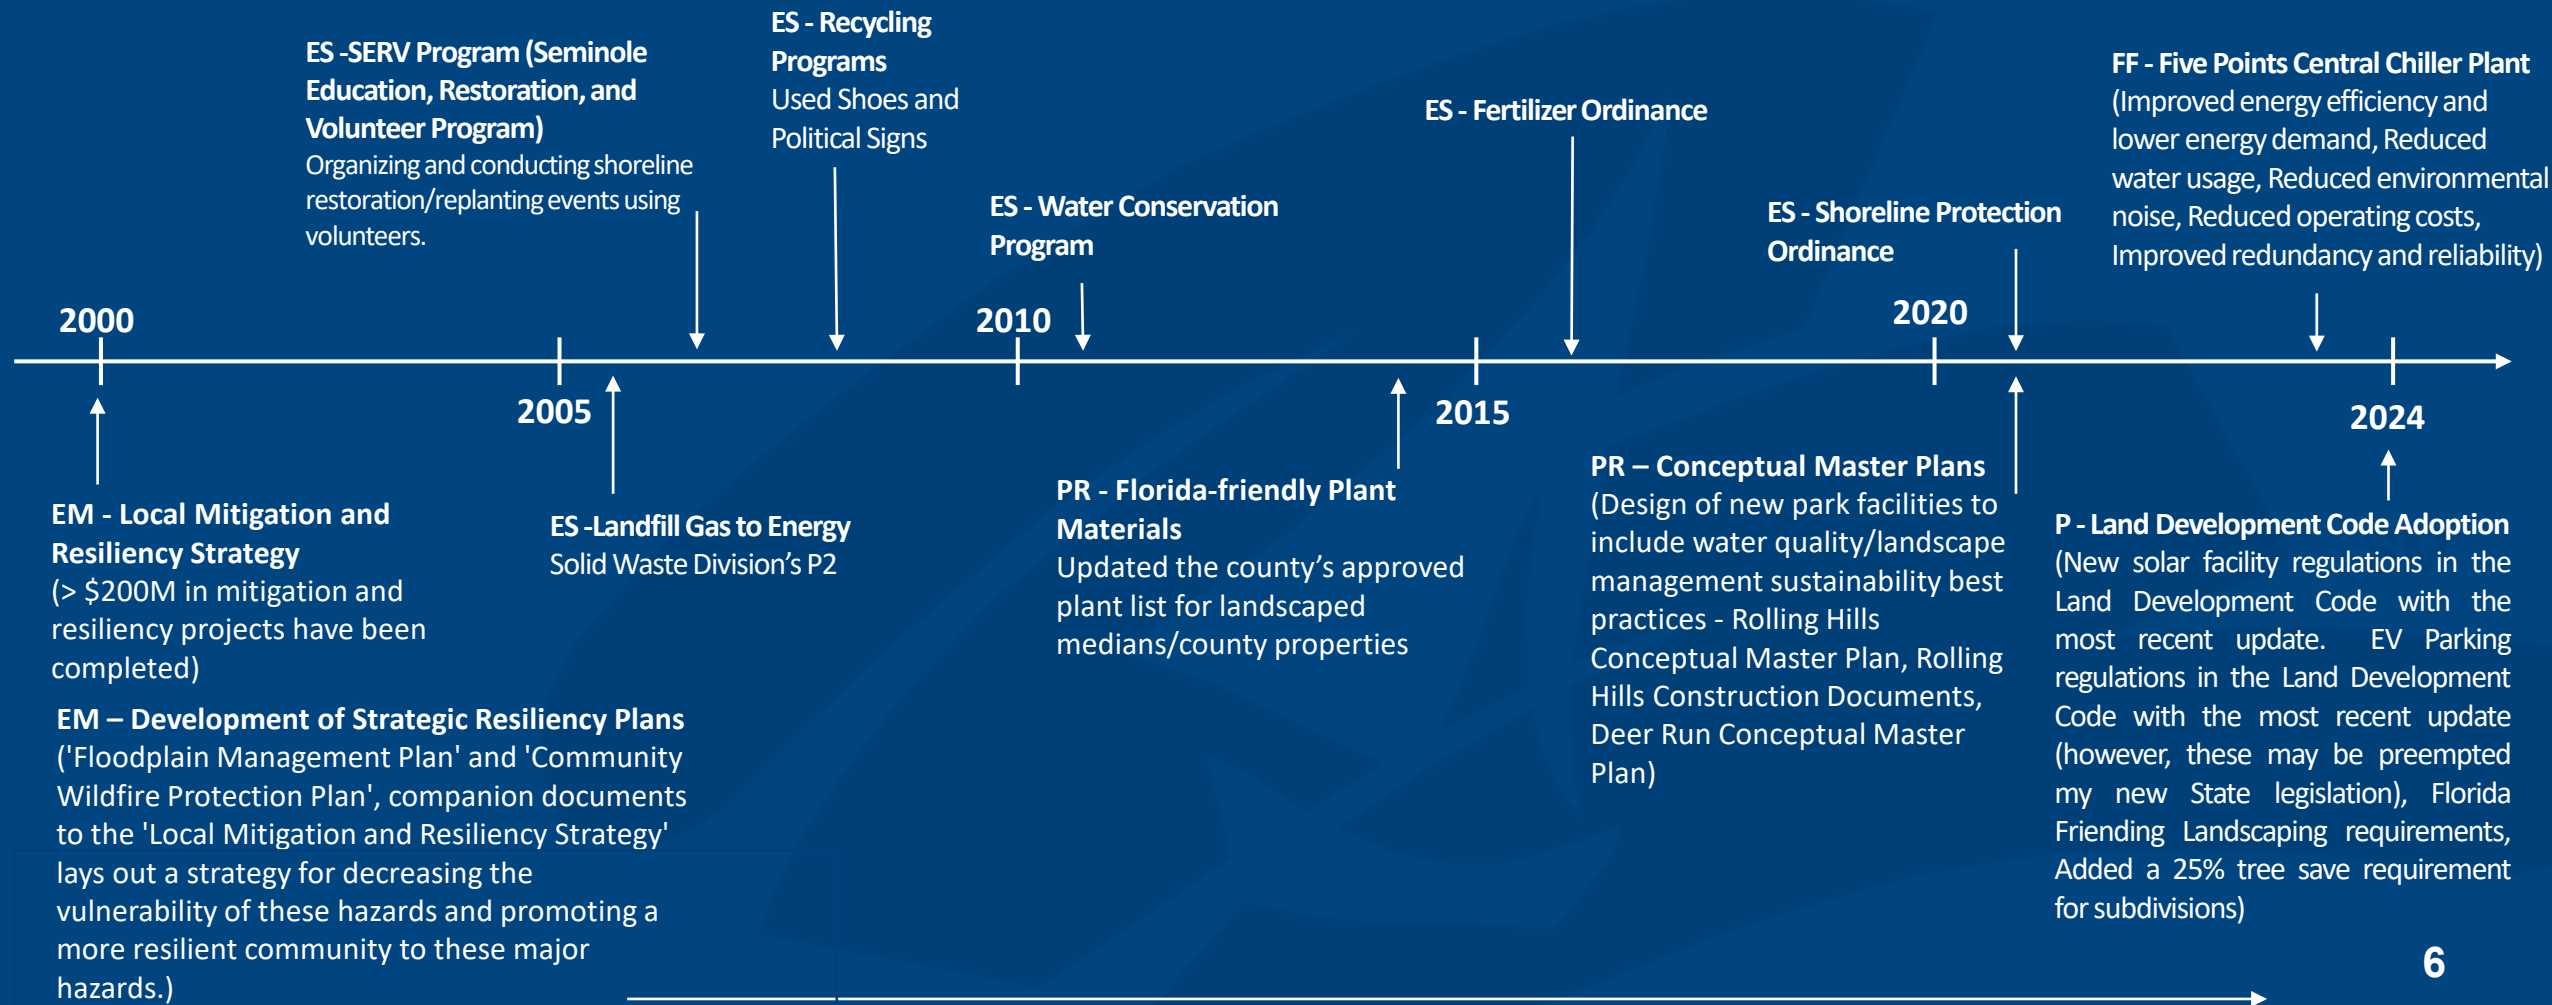 ES -SERV Program (Seminole
Education, Restoration, and
Volunteer Program)
Organizing and conducting shoreline
restoration/replanting events using
volunteers.
ES - Recycling
Programs
Used Shoes and
Political Signs
ES - Water Conservation
Program
ES - Fertilizer Ordinance
ES - Shoreline Protection
Ordinance
FF - Five Points Central Chiller Plant
(Improved energy efficiency and
lower energy demand, Reduced
water usage, Reduced environmental
noise, Reduced operating costs,
Improved redundancy and reliability)
2000
2005
2010
2015
2020
2024
EM - Local Mitigation and
Resiliency Strategy
(> $200M in mitigation and
resiliency projects have been
completed)
EM – Development of Strategic Resiliency Plans
('Floodplain Management Plan' and 'Community
Wildfire Protection Plan', companion documents
to the 'Local Mitigation and Resiliency Strategy'
lays out a strategy for decreasing the
vulnerability of these hazards and promoting a
more resilient community to these major
hazards.)
ES -Landfill Gas to Energy
Solid Waste Division's P2
PR - Florida-friendly Plant
Materials
Updated the county's approved
plant list for landscaped
medians/county properties
PR – Conceptual Master Plans
(Design of new park facilities to
include water quality/landscape
management sustainability best
practices - Rolling Hills
Conceptual Master Plan, Rolling
Hills Construction Documents,
Deer Run Conceptual Master
Plan)
P - Land Development Code Adoption
(New solar facility regulations in the
Land Development Code with the
most recent update. EV Parking
regulations in the Land Development
Code with the most recent update
(however, these may be preempted
my new State legislation), Florida
Friending Landscaping requirements,
Added a 25% tree save requirement
for subdivisions)
6